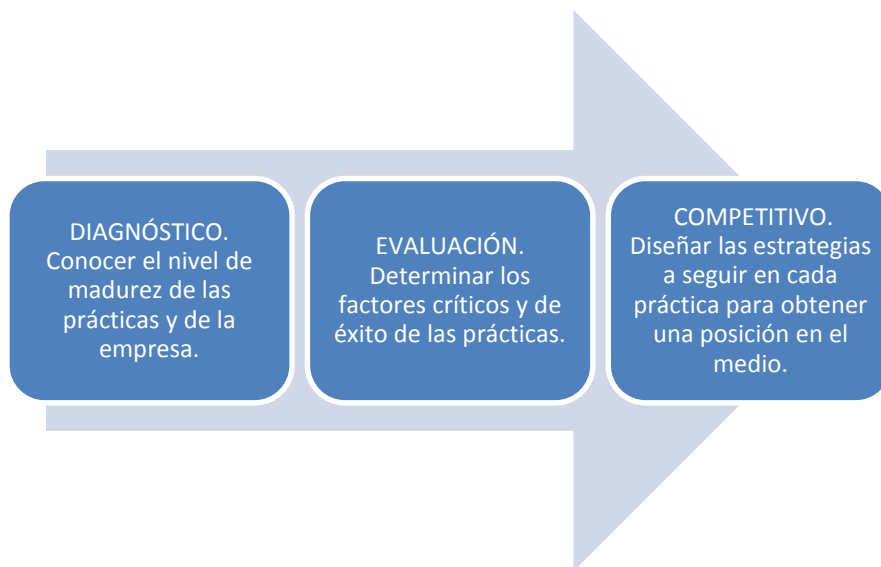 DIAGNÓSTICO.
Conocer el nivel de
madurez de las
prácticas y de la
empresa.
EVALUACIÓN.
Determinar los
factores críticos y de
éxito de las prácticas.
COMPETITIVO.
Diseñar las estrategias
a seguir en cada
práctica para obtener
una posición en el
medio.